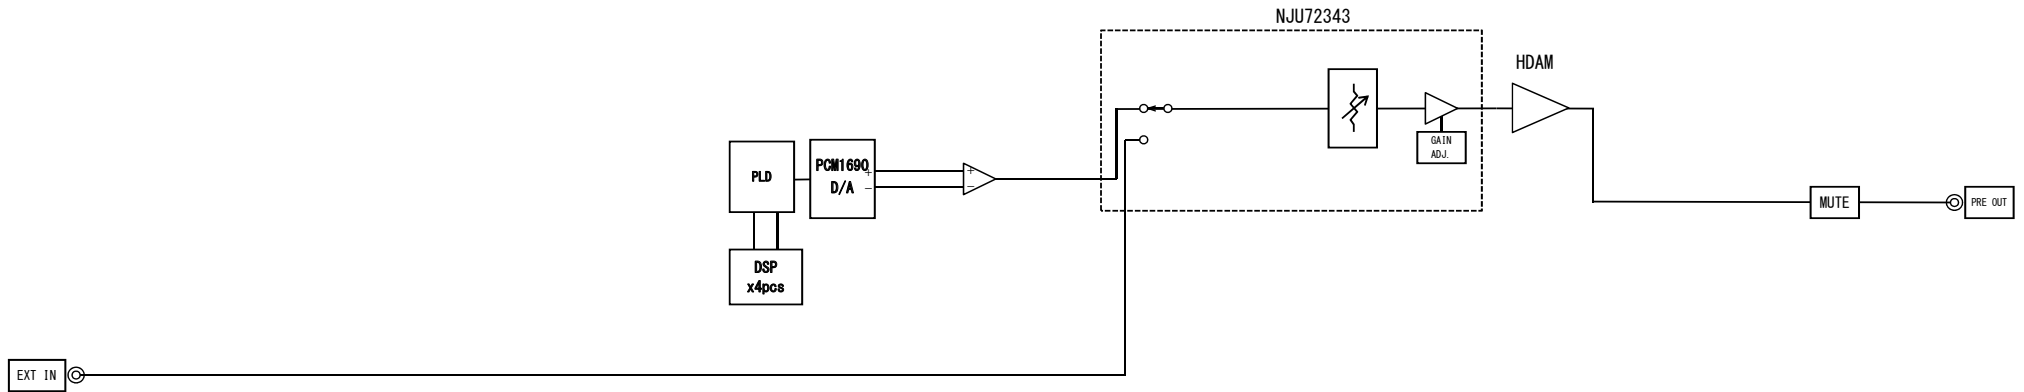 NJU72343
HDAM
GAIN
ADJ.
PLD
PCM1690
D/A
+
−
+
−
DSP
x4pcs
MUTE
PRE OUT
EXT IN